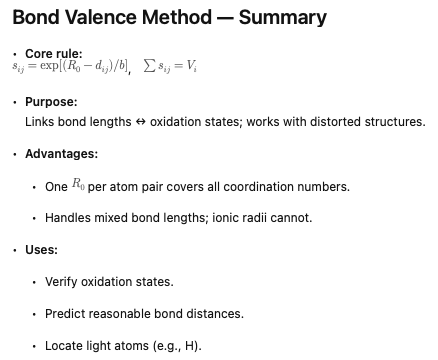 Bond Valence Method — Summary
• Core rule:
s_{ij} = exp[(R_0 − d_{ij})/b], ∑ s_{ij} = V_i
• Purpose:
Links bond lengths ↔ oxidation states; works with distorted structures.
• Advantages:
• One R_0 per atom pair covers all coordination numbers.
• Handles mixed bond lengths; ionic radii cannot.
• Uses:
• Verify oxidation states.
• Predict reasonable bond distances.
• Locate light atoms (e.g., H).